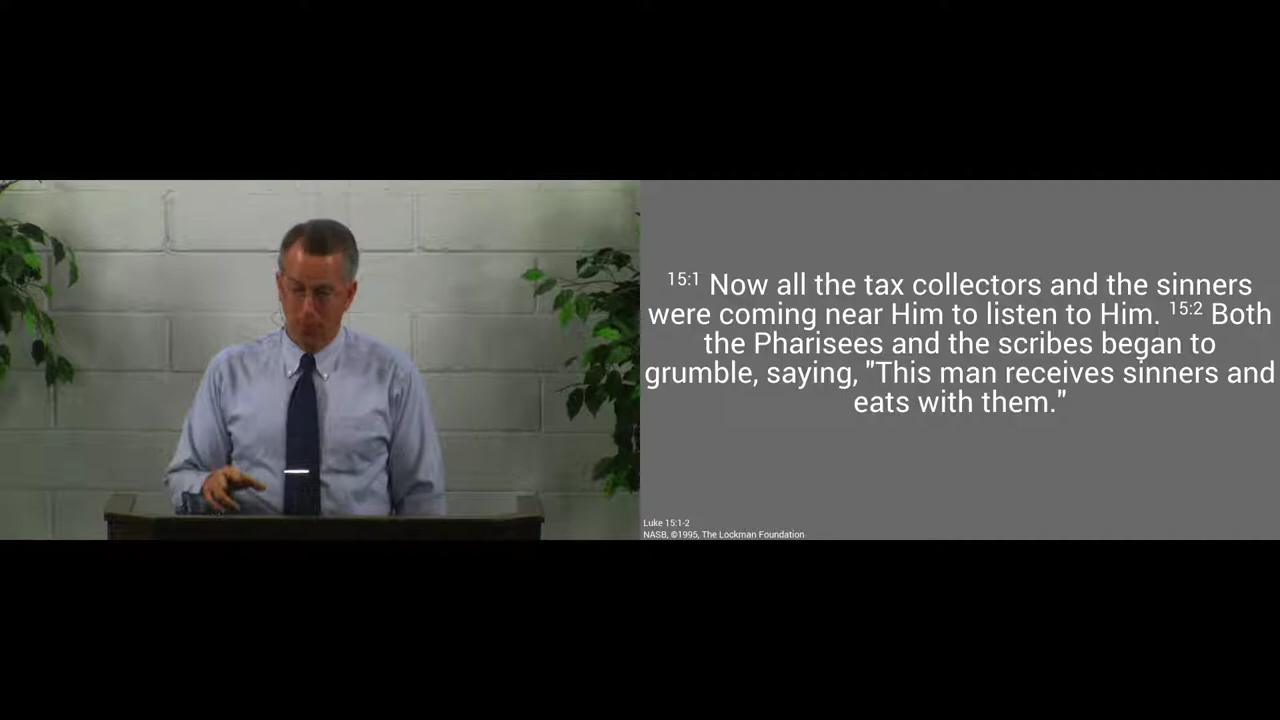 15:1 Now all the tax collectors and the sinners
were coming near Him to listen to Him. 15:2 Both
the Pharisees and the scribes began to
grumble, saying, "This man receives sinners and
eats with them."
Luke 15:1-2
NASB, ©1995, The Lockman Foundation